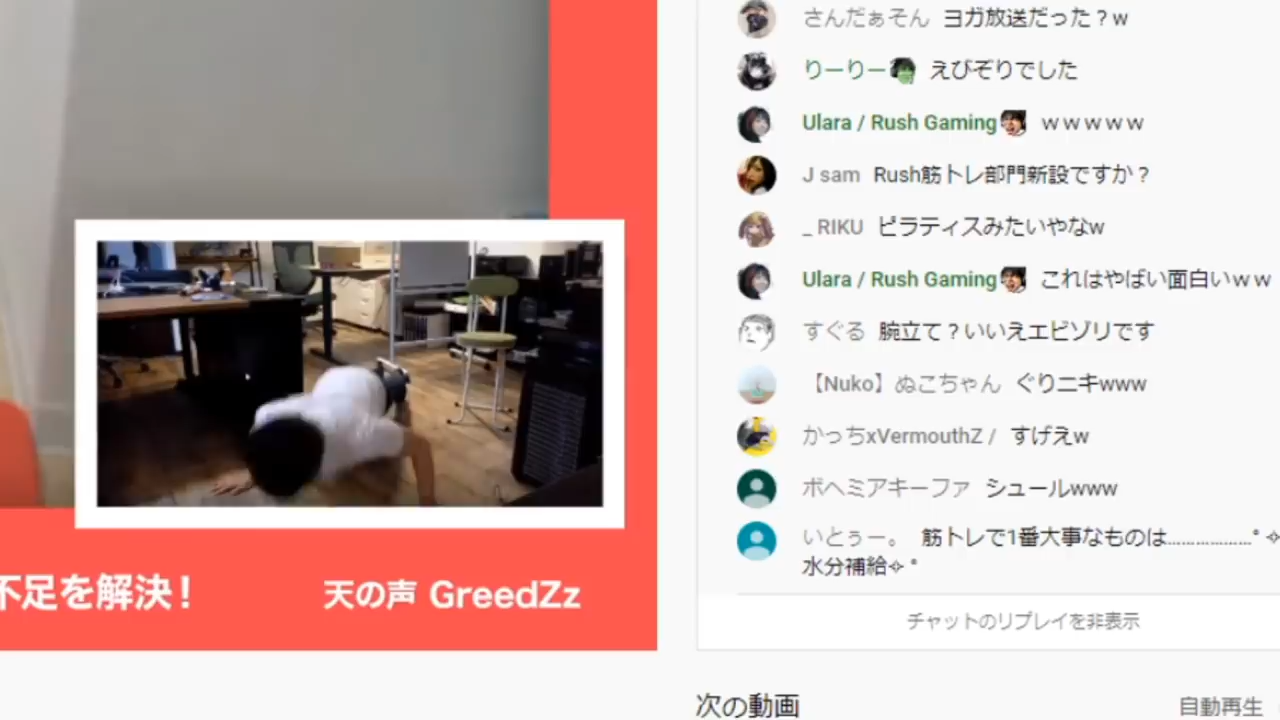 さんだぁそん ヨガ放送だった？w
りーりー えびぞりでした
Ulara / Rush Gaming ｗｗｗｗｗ
J sam Rush筋トレ部門新設ですか？
_ RIKU ピラティスみたいやなw
Ulara / Rush Gaming これはやばい面白いｗｗ
すぐる 腕立て？いいえエビゾリです
【Nuko】ぬこちゃん ぐりニキwww
かっちxVermouthZ / すげえw
ボヘミアキーファ シュールwww
いとぅー。 筋トレで1番大事なものは………………° ✧
水分補給✧ °
チャットのリプレイを非表示
不足を解決！
天の声 GreedZz
次の動画
自動再生